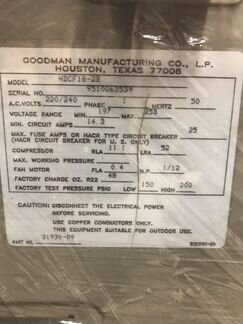 GOODMAN MANUFACTURING CO., L.P.
HOUSTON, TEXAS 77008
MODEL HDCF18-2B
SERIAL 9510063539
A.C.VOLTS 220/240 PHASE 1 HERTZ 50
VOLTAGE RANGE MIN. 197 MAX. 253
MIN. CIRCUIT AMPS 14.3
MAX. FUSE AMPS OR HACR TYPE CIRCUIT BREAKER 25
(HACR CIRCUIT BREAKER FOR U.S. ONLY)
COMPRESSOR RLA 11.1 LRA 52
MAX. WORKING PRESSURE
FAN MOTOR FLA 0.4 H.P. 1/12
FACTORY CHARGE OZ. R22 48
FACTORY TEST PRESSURE PSIG LOW 150 HIGH 300
CAUTION: DISCONNECT THE ELECTRICAL POWER
BEFORE SERVICING.
USE COPPER CONDUCTORS ONLY.
THIS EQUIPMENT SUITABLE FOR OUTDOOR USE.
PART NO. 31930-09